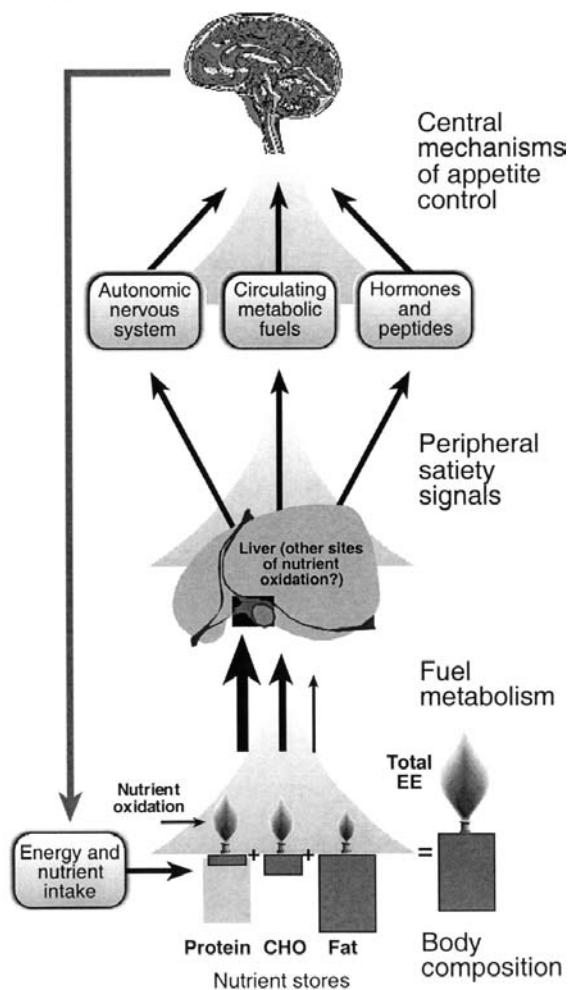 Central
mechanisms
of appetite
control
Autonomic
nervous
system
Circulating
metabolic
fuels
Hormones
and
peptides
Peripheral
satiety
signals
Liver (other sites
of nutrient
oxidation?)
Fuel
metabolism
Total
EE
Nutrient
oxidation
Energy and
nutrient
intake
+ + =
Protein CHO Fat
Nutrient stores
Body
composition